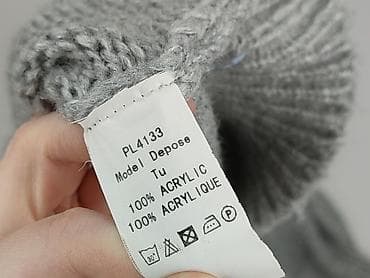 PL4133
Model Depose
Tu
100% ACRYLIC
100% ACRYLIQUE